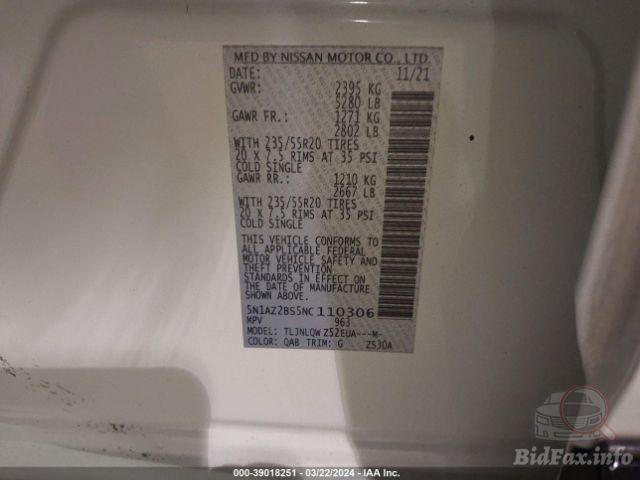 MFD BY NISSAN MOTOR CO., LTD.
DATE: 11/21
GVWR: 2395 KG
5280 LB
GAWR FR.: 1271 KG
2802 LB
WITH 235/55R20 TIRES
20 X 7.5 RIMS AT 35 PSI
COLD SINGLE
GAWR RR.: 1210 KG
2667 LB
WITH 235/55R20 TIRES
20 X 7.5 RIMS AT 35 PSI
COLD SINGLE
THIS VEHICLE CONFORMS TO
ALL APPLICABLE FEDERAL
MOTOR VEHICLE SAFETY AND
THEFT PREVENTION
STANDARDS IN EFFECT ON
THE DATE OF MANUFACTURE
SHOWN ABOVE.
5N1AZ2BS5NC110306
MPV 963
MODEL: TLJNLQW Z52EUA---M-
COLOR: QAB TRIM: G Z530A
BidFax.info
000-39018251 - 03/22/2024 - IAA Inc.